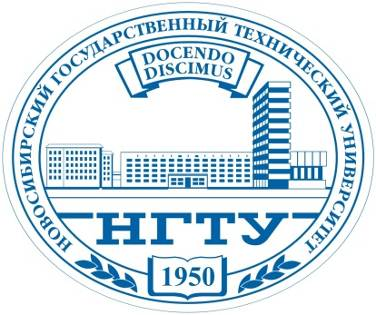 НОВОСИБИРСКИЙ ГОСУДАРСТВЕННЫЙ ТЕХНИЧЕСКИЙ УНИВЕРСИТЕТ
DOCENDO
DISCIMUS
НГТУ
1950